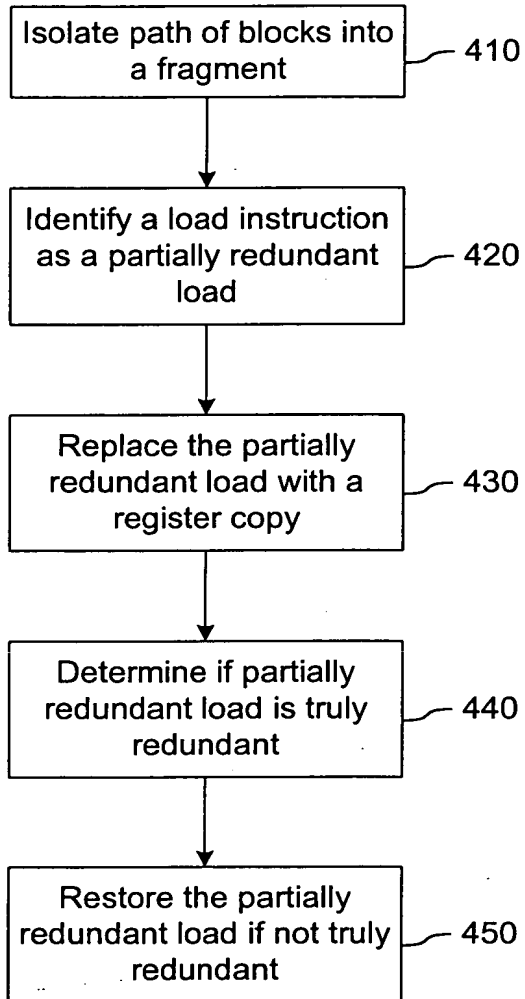 Isolate path of blocks into
a fragment
410
Identify a load instruction
as a partially redundant
load
420
Replace the partially
redundant load with a
register copy
430
Determine if partially
redundant load is truly
redundant
440
Restore the partially
redundant load if not truly
redundant
450